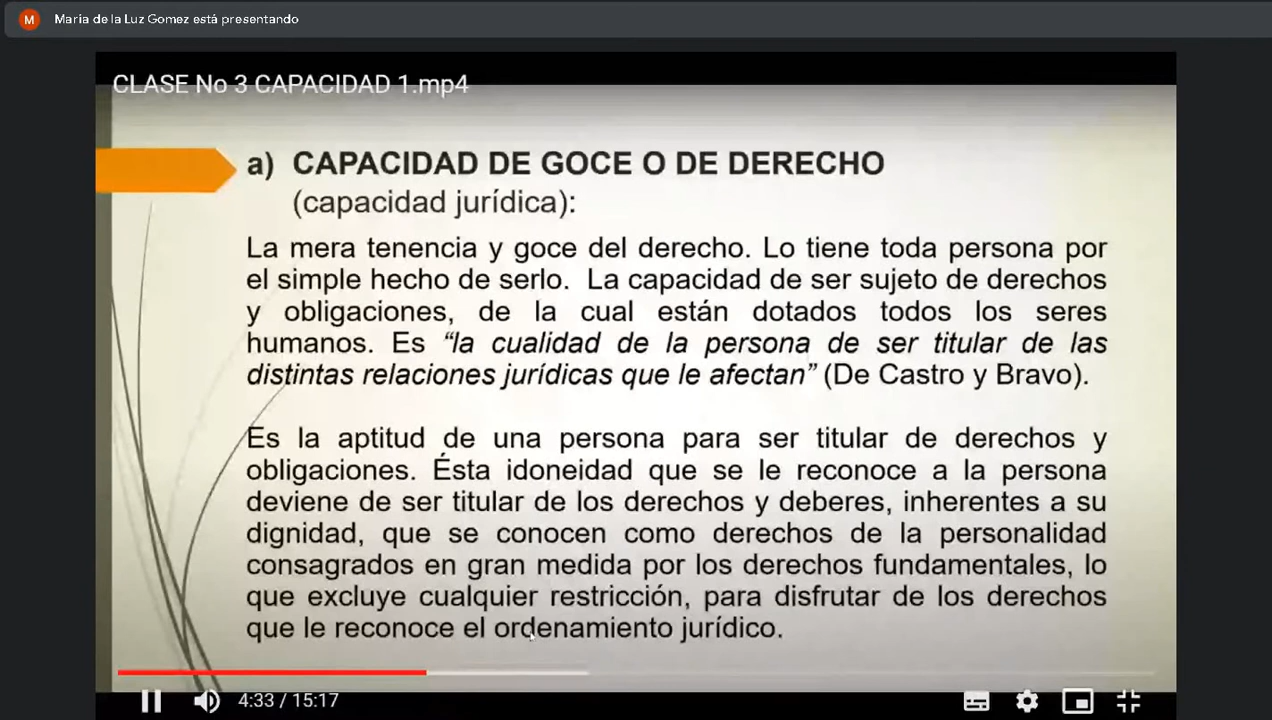 M
Maria de la Luz Gomez está presentando
CLASE No 3 CAPACIDAD 1.mp4
a) CAPACIDAD DE GOCE O DE DERECHO
(capacidad jurídica):
La mera tenencia y goce del derecho. Lo tiene toda persona por
el simple hecho de serlo. La capacidad de ser sujeto de derechos
y obligaciones, de la cual están dotados todos los seres
humanos. Es “la cualidad de la persona de ser titular de las
distintas relaciones jurídicas que le afectan” (De Castro y Bravo).
Es la aptitud de una persona para ser titular de derechos y
obligaciones. Ésta idoneidad que se le reconoce a la persona
deviene de ser titular de los derechos y deberes, inherentes a su
dignidad, que se conocen como derechos de la personalidad
consagrados en gran medida por los derechos fundamentales, lo
que excluye cualquier restricción, para disfrutar de los derechos
que le reconoce el ordenamiento jurídico.
4:33 / 15:17